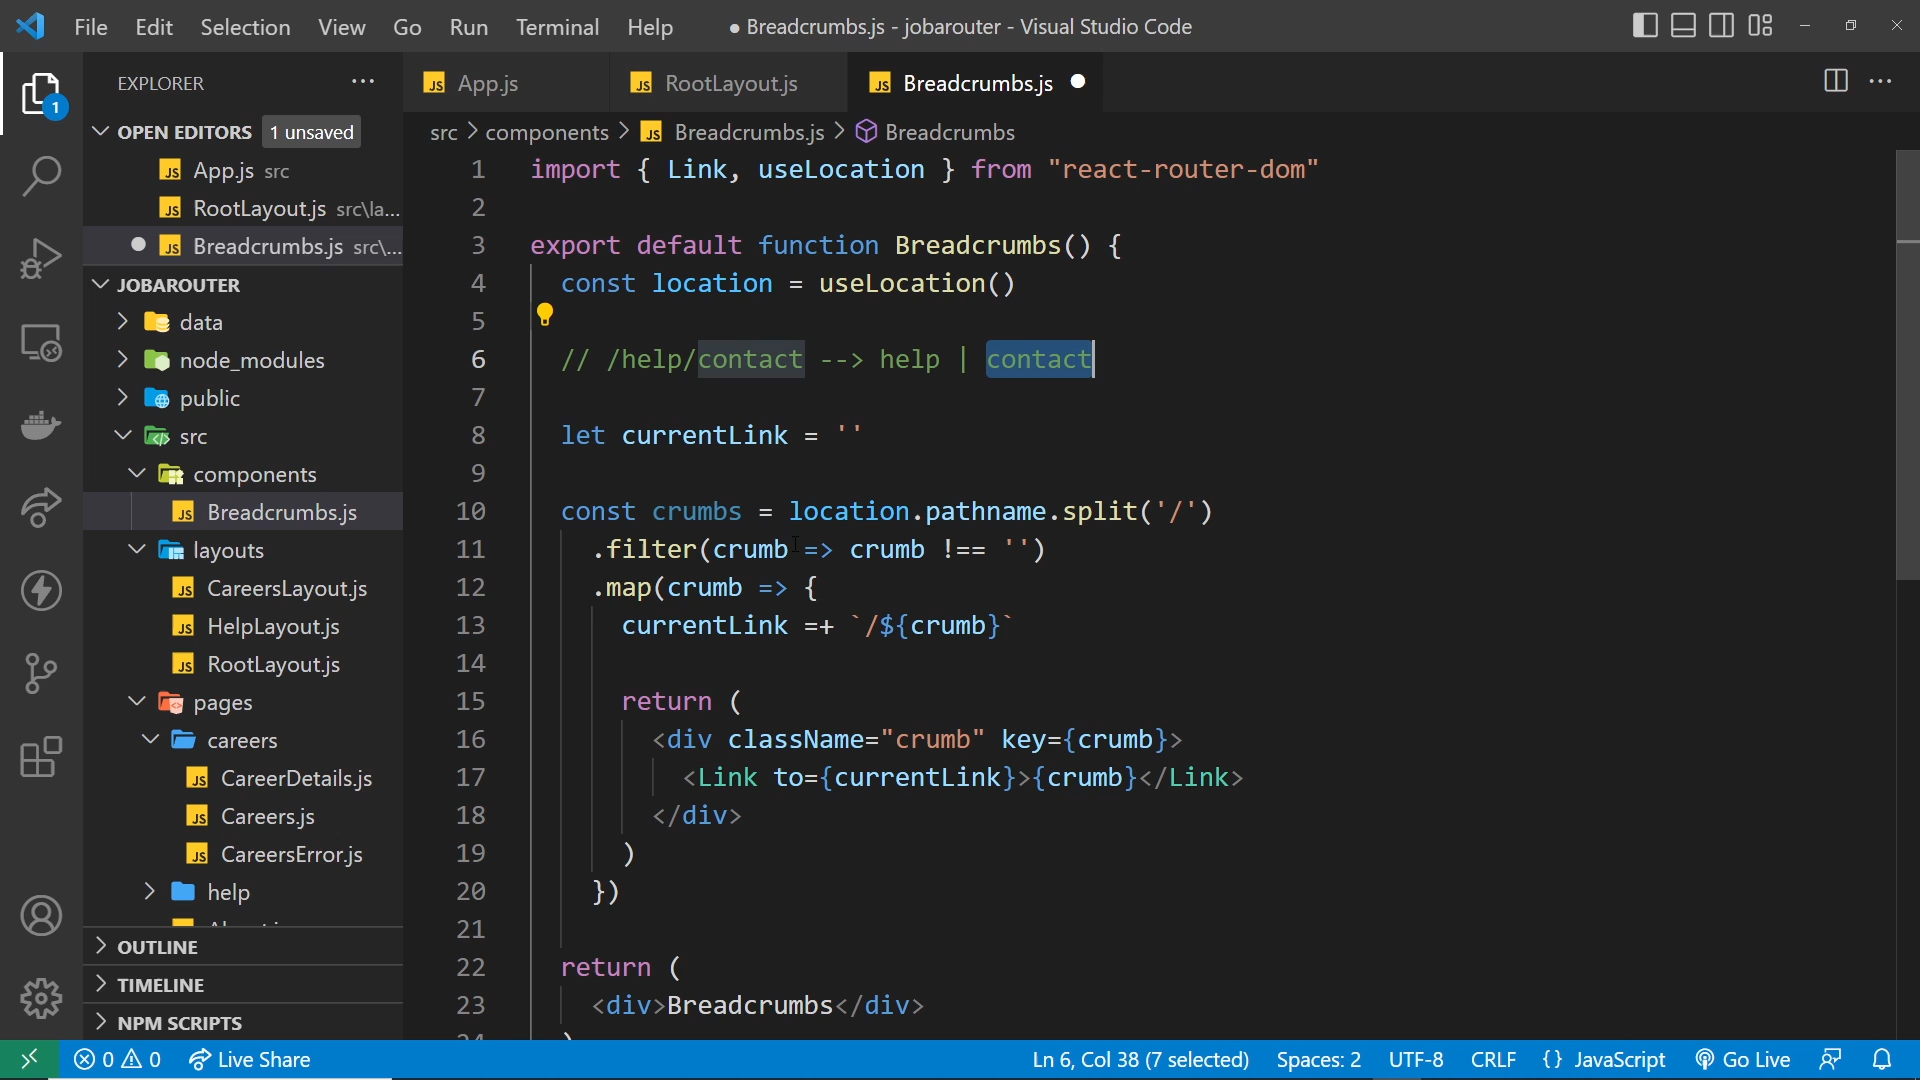 File Edit Selection View Go Run Terminal Help ● Breadcrumbs.js - jobarouter - Visual Studio Code
EXPLORER
1
OPEN EDITORS 1 unsaved
App.js src
RootLayout.js src\la...
Breadcrumbs.js src\...
JOBAROUTER
data
node_modules
public
src
components
Breadcrumbs.js
layouts
CareersLayout.js
HelpLayout.js
RootLayout.js
pages
careers
CareerDetails.js
Careers.js
CareersError.js
help
OUTLINE
TIMELINE
NPM SCRIPTS
JS App.js JS RootLayout.js JS Breadcrumbs.js
src > components > JS Breadcrumbs.js > Breadcrumbs
1 import { Link, useLocation } from "react-router-dom"
2
3 export default function Breadcrumbs() {
4 const location = useLocation()
5
6 // /help/contact --> help | contact
7
8 let currentLink = ''
9
10 const crumbs = location.pathname.split('/')
11 .filter(crumb => crumb !== '')
12 .map(crumb => {
13 currentLink =+ `/${crumb}`
14
15 return (
16 <div className="crumb" key={crumb}>
17 <Link to={currentLink}>{crumb}</Link>
18 </div>
19 )
20 })
21
22 return (
23 <div>Breadcrumbs</div>
24 )
0 0 Live Share Ln 6, Col 38 (7 selected) Spaces: 2 UTF-8 CRLF {} JavaScript Go Live